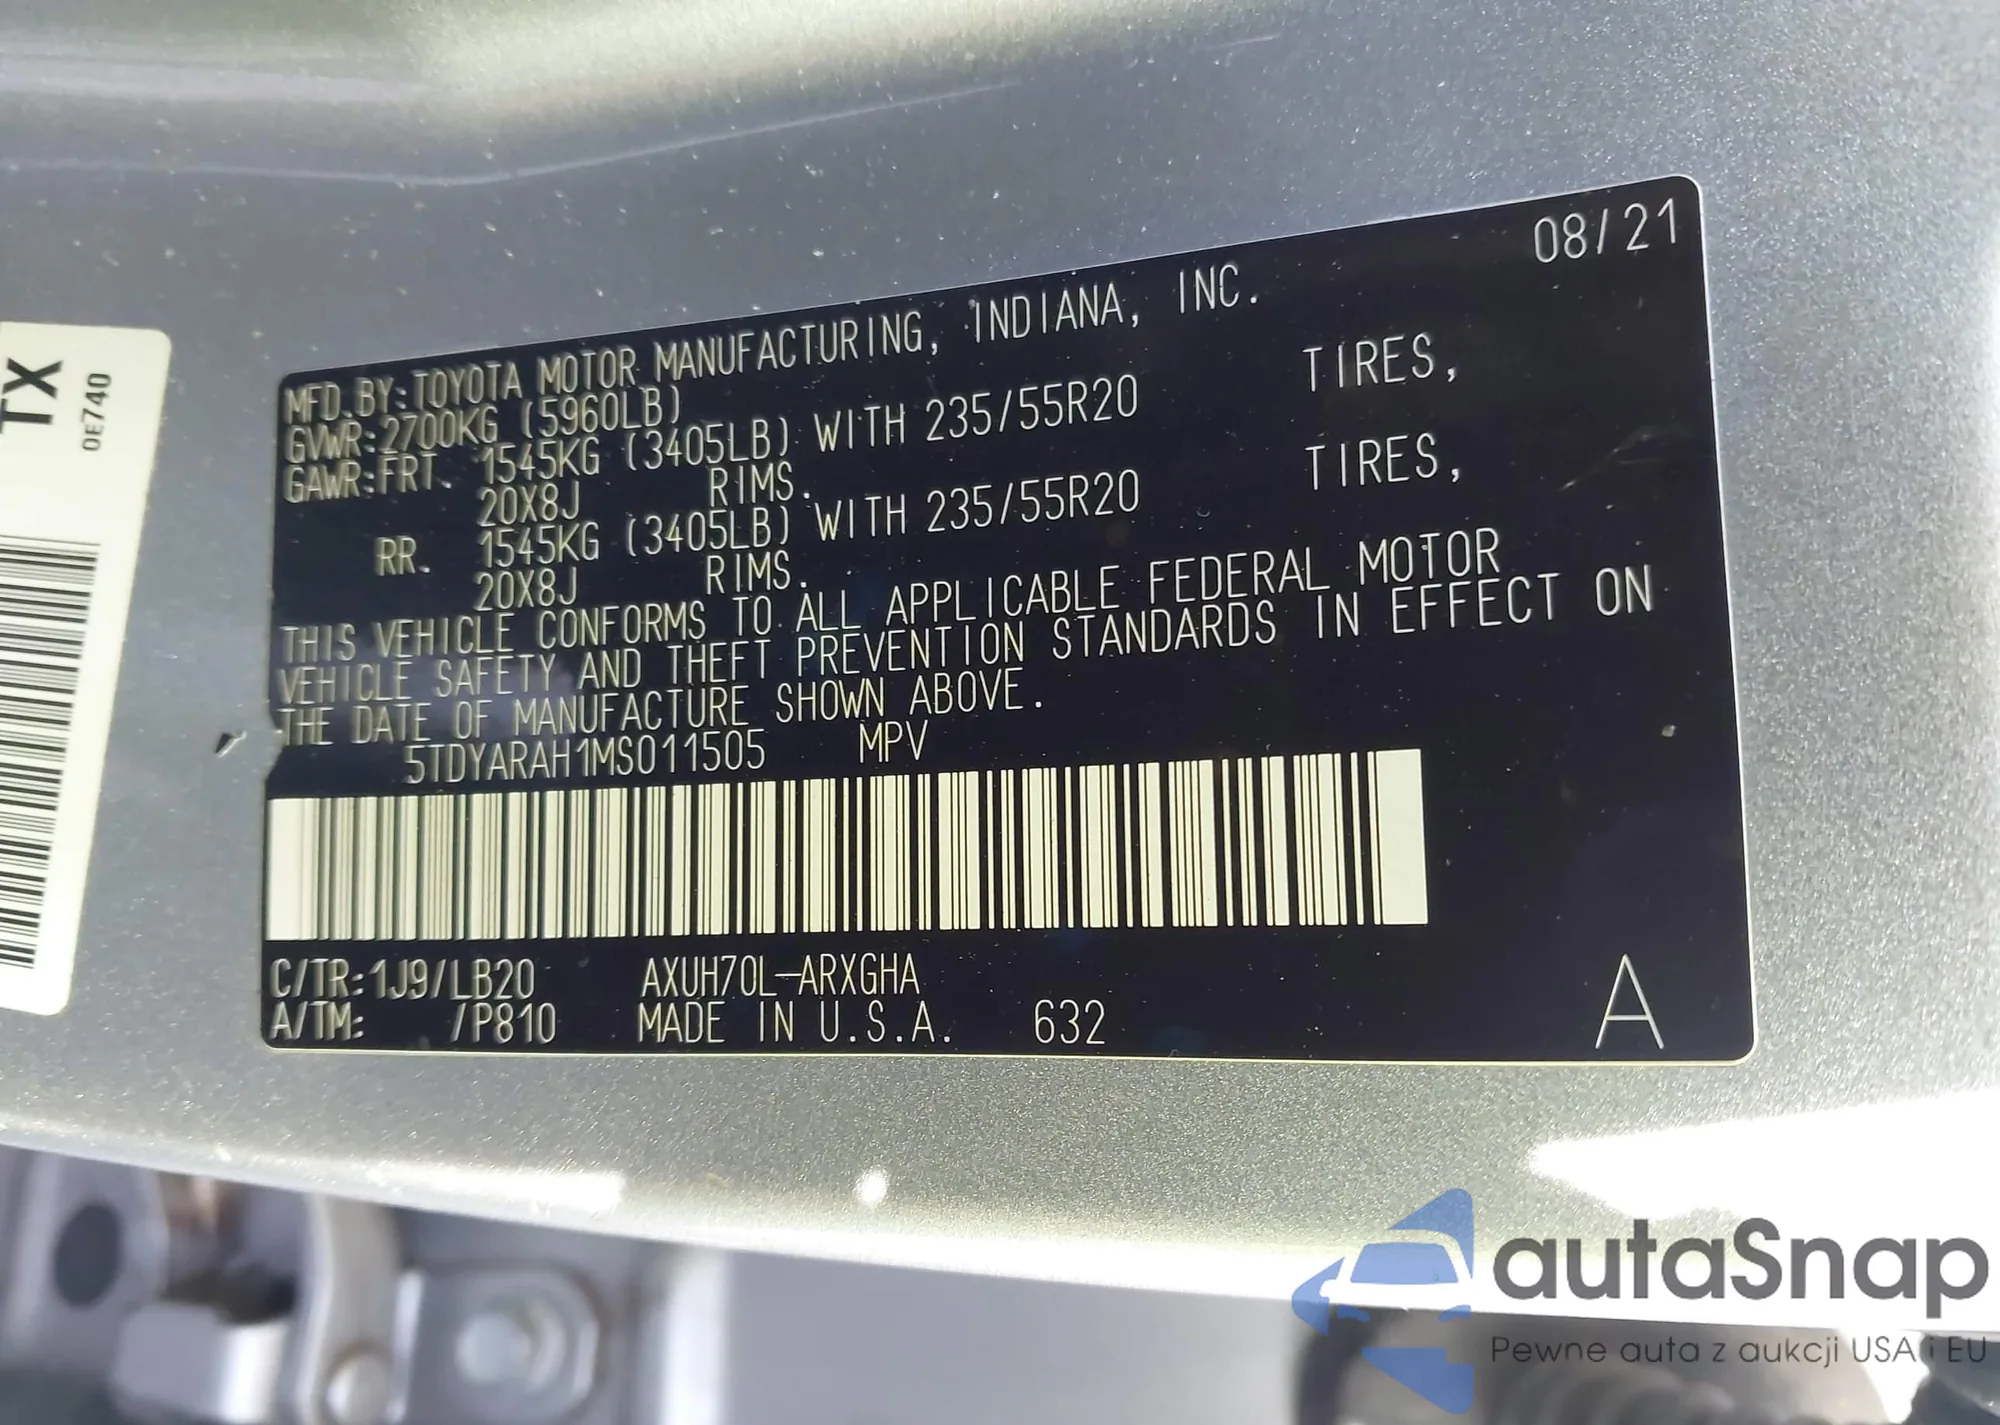 08/21
MFD.BY:TOYOTA MOTOR MANUFACTURING, INDIANA, INC.
GVWR:2700KG (5960LB)
GAWR:FRT. 1545KG (3405LB) WITH 235/55R20 TIRES,
20X8J RIMS.
RR. 1545KG (3405LB) WITH 235/55R20 TIRES,
20X8J RIMS.
THIS VEHICLE CONFORMS TO ALL APPLICABLE FEDERAL MOTOR
VEHICLE SAFETY AND THEFT PREVENTION STANDARDS IN EFFECT ON
THE DATE OF MANUFACTURE SHOWN ABOVE.
5TDYARAH1MS011505 MPV
C/TR:1J9/LB20 AXUH70L-ARXGHA
A/TM: /P810 MADE IN U.S.A. 632 A
TX
0E740
autaSnap
Pewne auta z aukcji USA i EU